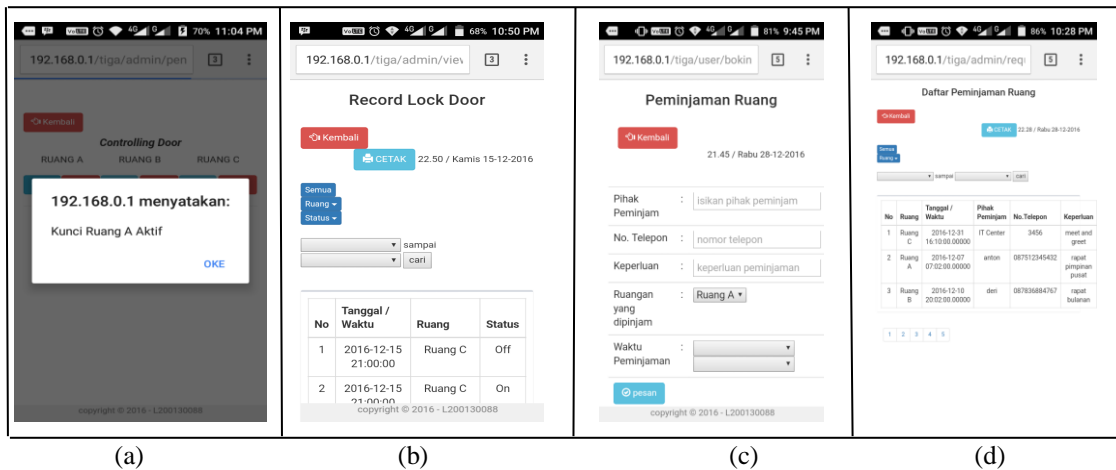 70% 11:04 PM
192.168.0.1/tiga/admin/pen
3
Kembali
Controlling Door
RUANG A RUANG B RUANG C
192.168.0.1 menyatakan:
Kunci Ruang A Aktif
OKE
copyright © 2016 - L200130088
(a)
68% 10:50 PM
192.168.0.1/tiga/admin/view
3
Record Lock Door
Kembali
CETAK 22.50 / Kamis 15-12-2016
Semua
Ruang
Status
sampai
cari
No Tanggal / Waktu Ruang Status
1 2016-12-15 21:00:00 Ruang C Off
2 2016-12-15 21:00:00 Ruang C On
copyright © 2016 - L200130088
(b)
81% 9:45 PM
192.168.0.1/tiga/user/bokin
5
Peminjaman Ruang
Kembali
21.45 / Rabu 28-12-2016
Pihak Peminjam : isikan pihak peminjam
No. Telepon : nomor telepon
Keperluan : keperluan peminjaman
Ruangan yang dipinjam : Ruang A
Waktu Peminjaman :
pesan
copyright © 2016 - L200130088
(c)
86% 10:28 PM
192.168.0.1/tiga/admin/req
5
Daftar Peminjaman Ruang
Kembali
CETAK 22.28 / Rabu 28-12-2016
Semua
Ruang
sampai cari
No Ruang Tanggal / Waktu Pihak Peminjam No.Telepon Keperluan
1 Ruang C 2016-12-31 16:10:00.00000 IT Center 3456 meet and greet
2 Ruang A 2016-12-07 07:02:00.00000 anton 087512345432 rapat pimpinan pusat
3 Ruang B 2016-12-10 20:02:00.00000 deri 087836884767 rapat bulanan
1 2 3 4 5
(d)